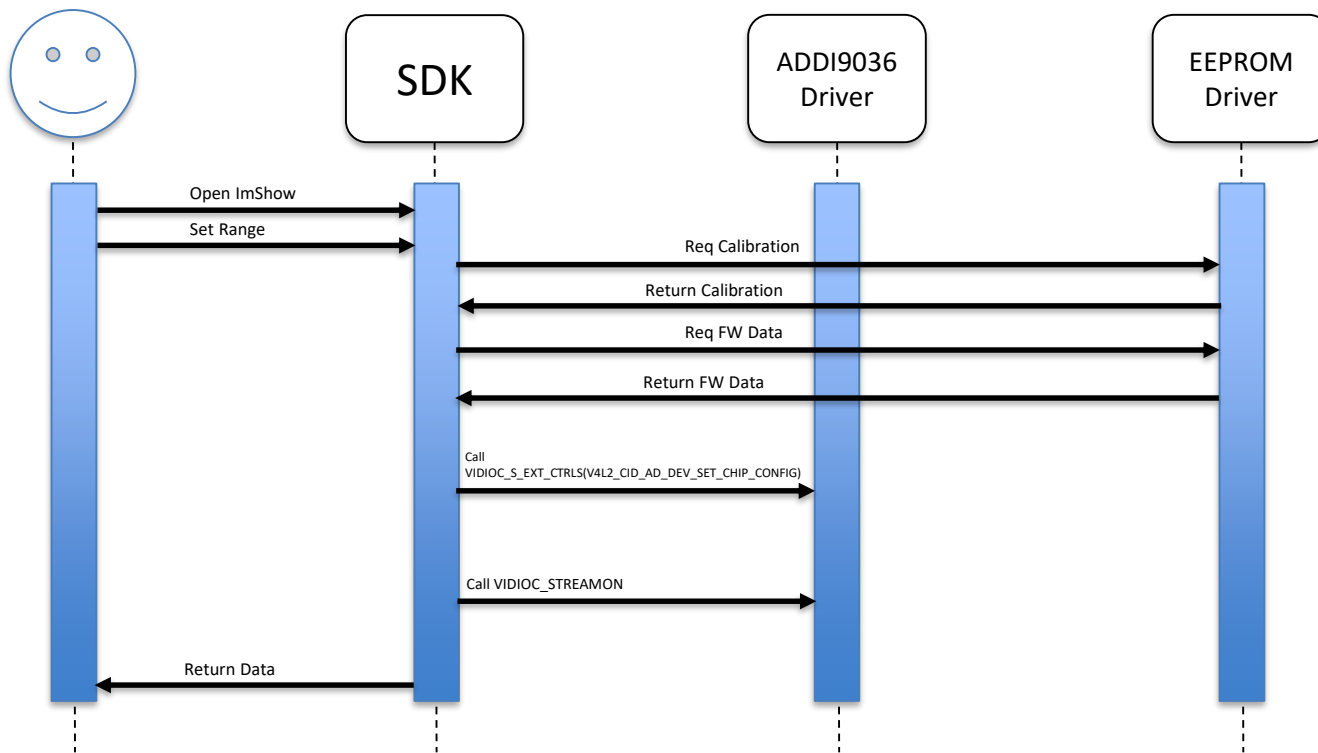 SDK
ADDI9036
Driver
EEPROM
Driver
Open ImShow
Set Range
Req Calibration
Return Calibration
Req FW Data
Return FW Data
Call
VIDIOC_S_EXT_CTRLS(V4L2_CID_AD_DEV_SET_CHIP_CONFIG)
Call VIDIOC_STREAMON
Return Data